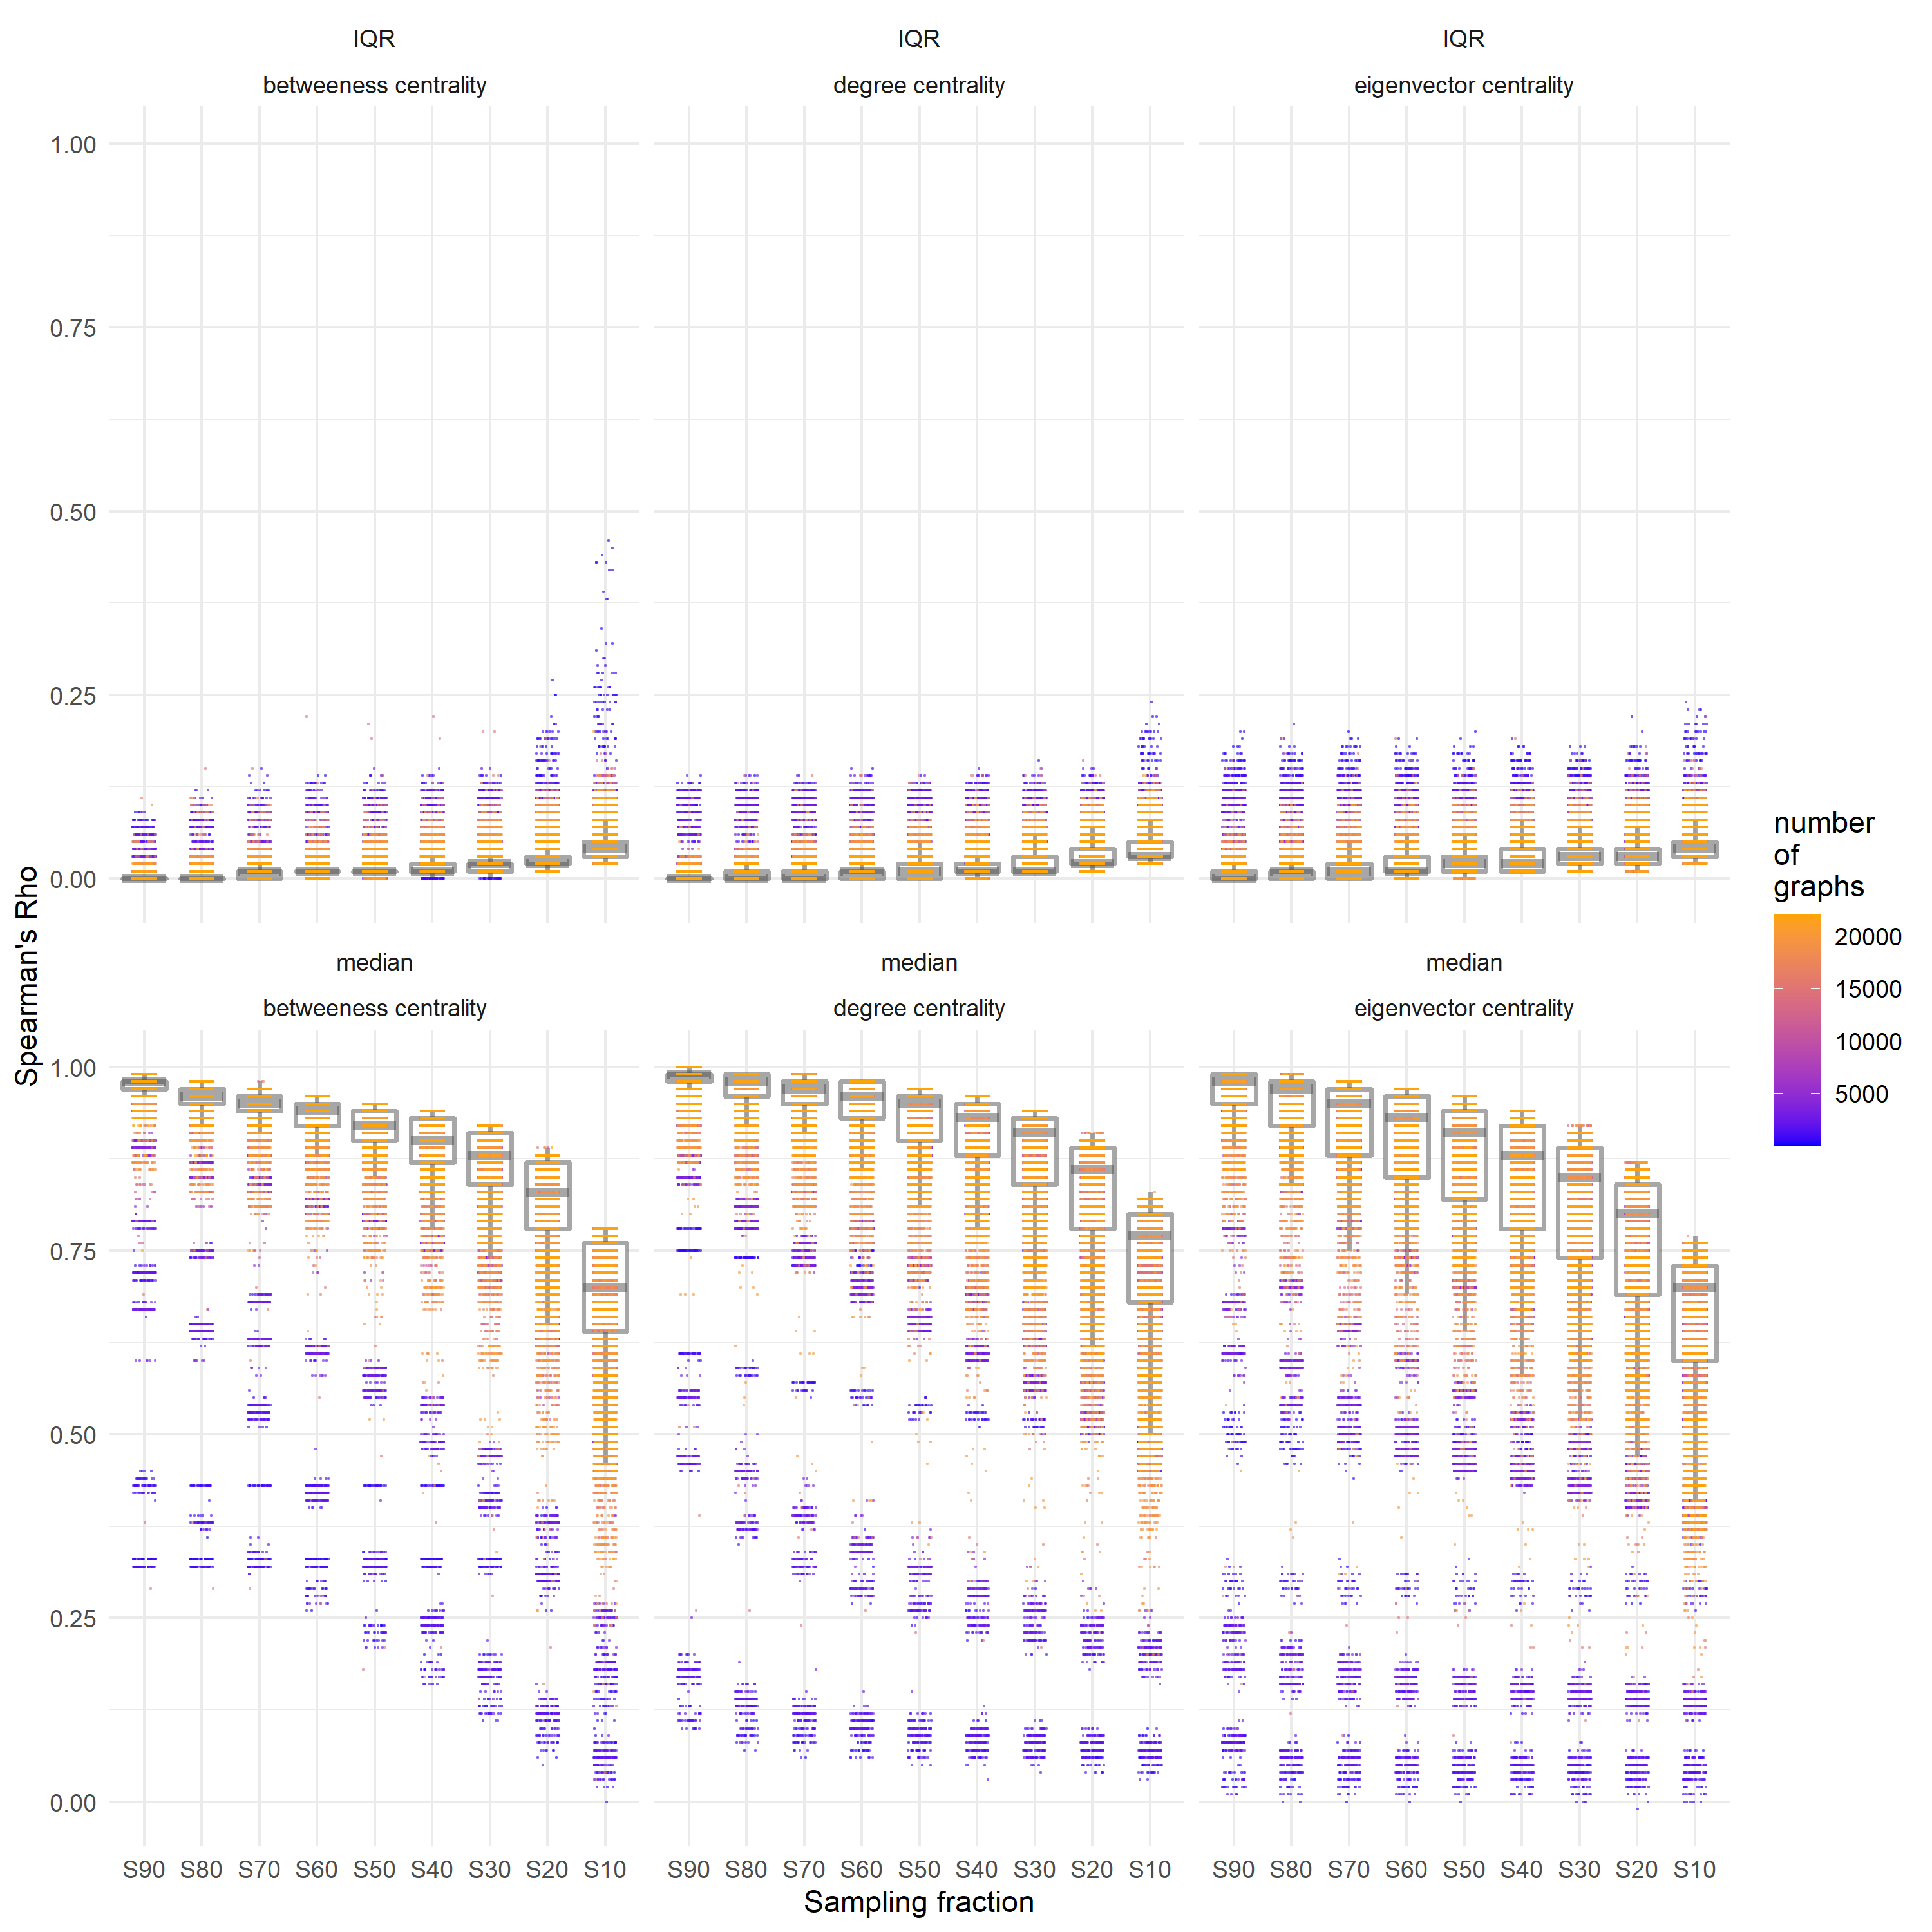 IQR IQR IQR
betweeness centrality degree centrality eigenvector centrality
1.00
0.75
0.50
0.25
0.00
median median median
betweeness centrality degree centrality eigenvector centrality
1.00
0.75
0.50
0.25
0.00
S90 S80 S70 S60 S50 S40 S30 S20 S10 S90 S80 S70 S60 S50 S40 S30 S20 S10 S90 S80 S70 S60 S50 S40 S30 S20 S10
Sampling fraction
Spearman's Rho
number
of
graphs
20000
15000
10000
5000